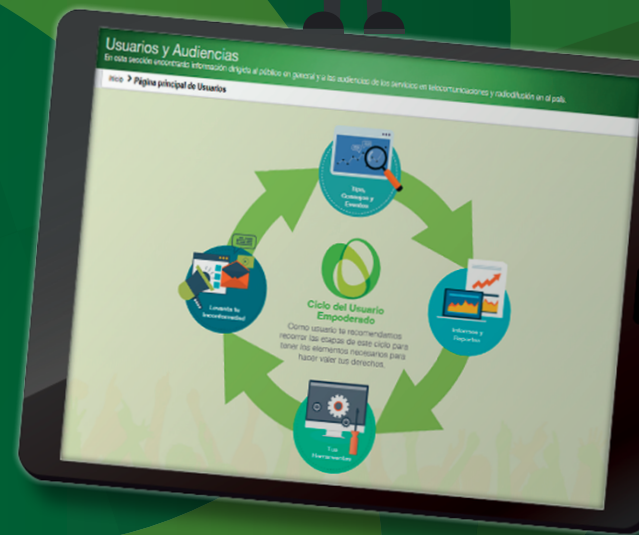 Usuarios y Audiencias
En esta sección encontrarás información dirigida al público en general y a las audiencias de los servicios en telecomunicaciones y radiodifusión en el país.
Inicio > Página principal de Usuarios
Tips,
Consejos y
Estudios
Levanta tu
Inconformidad
Ciclo del Usuario
Empoderado
Como usuario te recomendamos
recorrer las etapas de este ciclo para
tener los elementos necesarios para
hacer valer tus derechos.
Informes y
Reportes
Tus
Herramientas